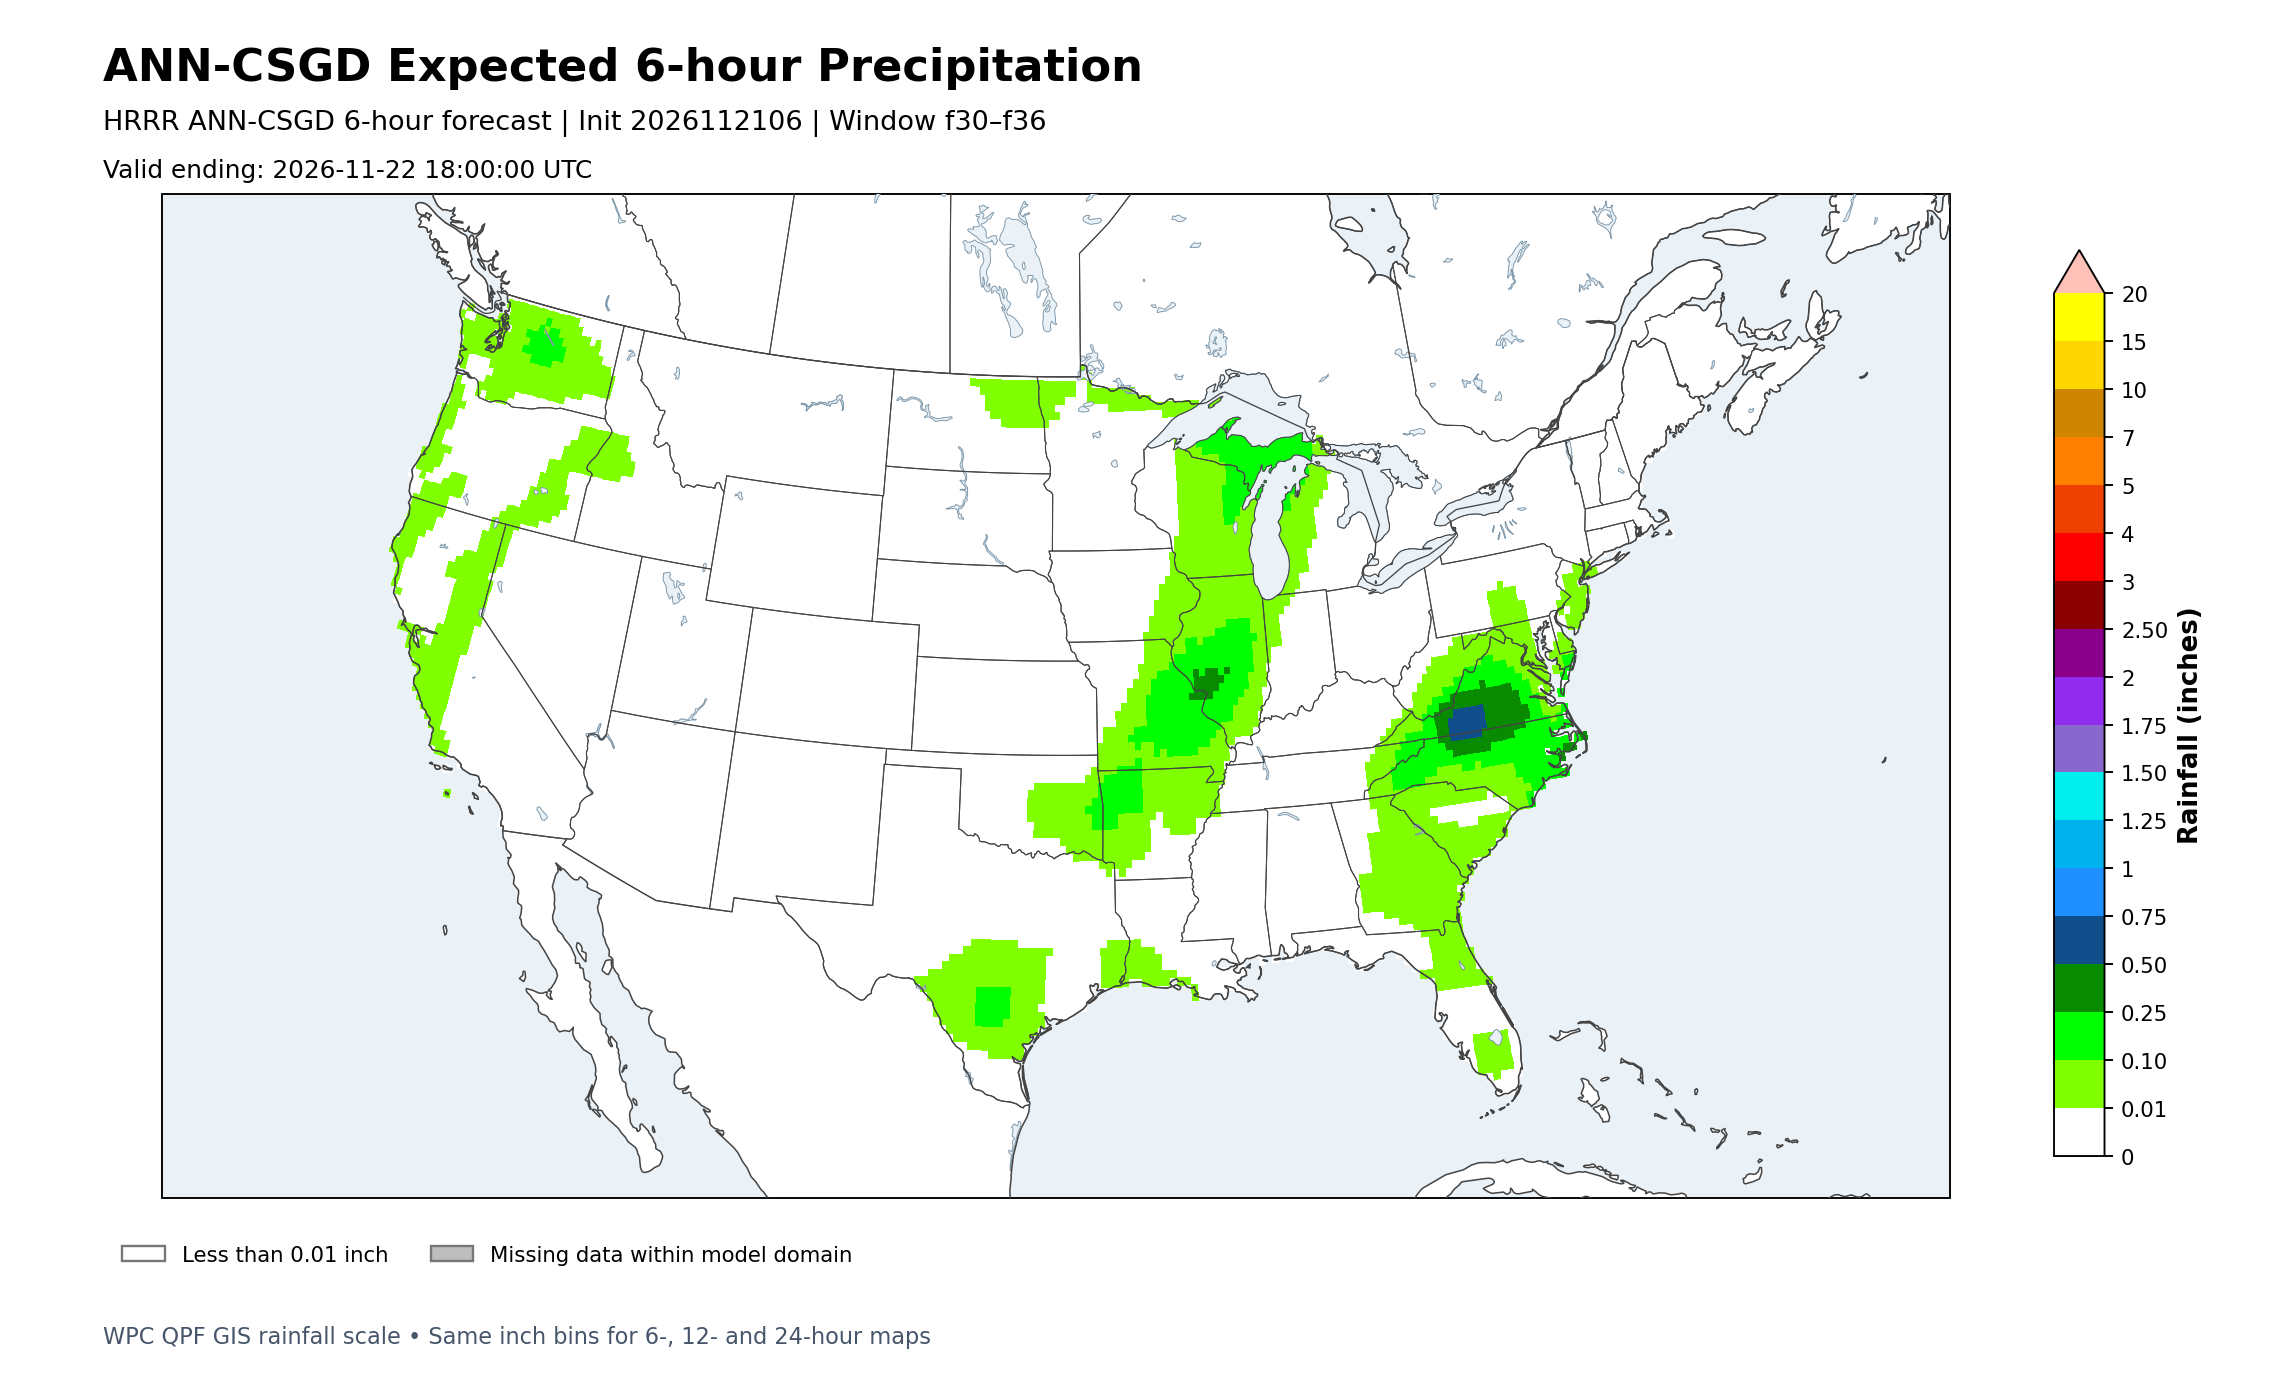 ANN-CSGD Expected 6-hour Precipitation
HRRR ANN-CSGD 6-hour forecast | Init 2026112106 | Window f30–f36
Valid ending: 2026-11-22 18:00:00 UTC
20
15
10
7
5
4
3
2.50
2
1.75
1.50
1.25
1
0.75
0.50
0.25
0.10
0.01
0
Rainfall (inches)
Less than 0.01 inch
Missing data within model domain
WPC QPF GIS rainfall scale • Same inch bins for 6-, 12- and 24-hour maps